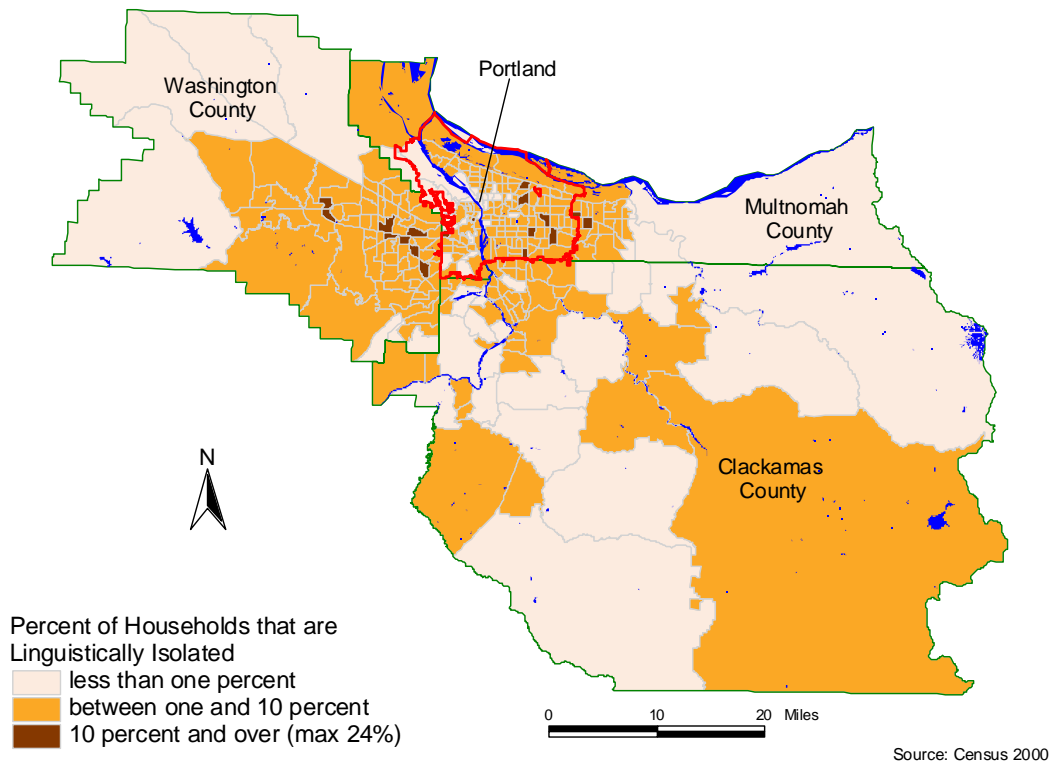 Portland
Washington
County
Multnomah
County
Clackamas
County
N
Percent of Households that are
Linguistically Isolated
less than one percent
between one and 10 percent
10 percent and over (max 24%)
0 10 20 Miles
Source: Census 2000